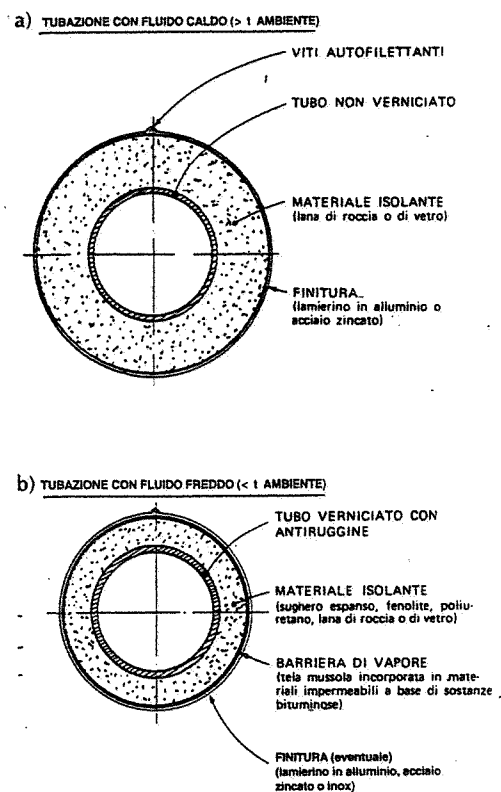 a) TUBAZIONE CON FLUIDO CALDO (> t AMBIENTE)
VITI AUTOFILETTANTI
TUBO NON VERNICIATO
MATERIALE ISOLANTE
(lana di roccia o di vetro)
FINITURA
(lamierino in alluminio o
acciaio zincato)
b) TUBAZIONE CON FLUIDO FREDDO (< t AMBIENTE)
TUBO VERNICIATO CON
ANTIRUGGINE
MATERIALE ISOLANTE
(sughero espanso, fenolite, poliu-
retano, lana di roccia o di vetro)
BARRIERA DI VAPORE
(tela mussola incorporata in mate-
riali impermeabili a base di sostanze
bituminose)
FINITURA (eventuale)
(lamierino in alluminio, acciaio
zincato o inox)